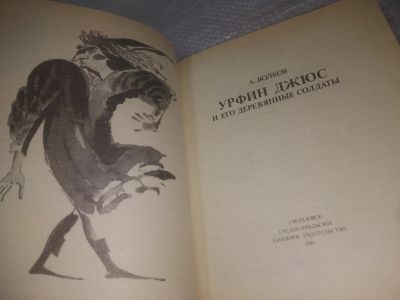 А. ВОЛКОВ
УРФИН ДЖЮС
И ЕГО ДЕРЕВЯННЫЕ СОЛДАТЫ
СВЕРДЛОВСК
СРЕДНЕ-УРАЛЬСКОЕ
КНИЖНОЕ ИЗДАТЕЛЬСТВО